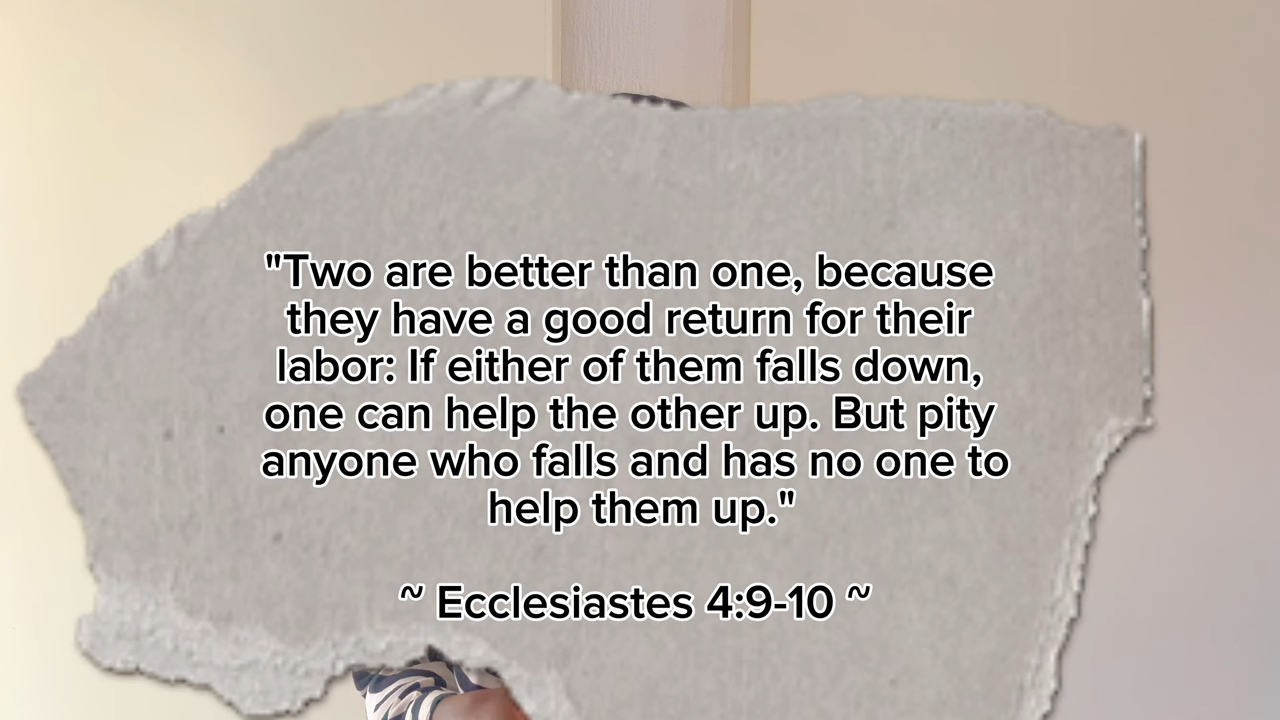 "Two are better than one, because
they have a good return for their
labor: If either of them falls down,
one can help the other up. But pity
anyone who falls and has no one to
help them up."
~ Ecclesiastes 4:9-10 ~